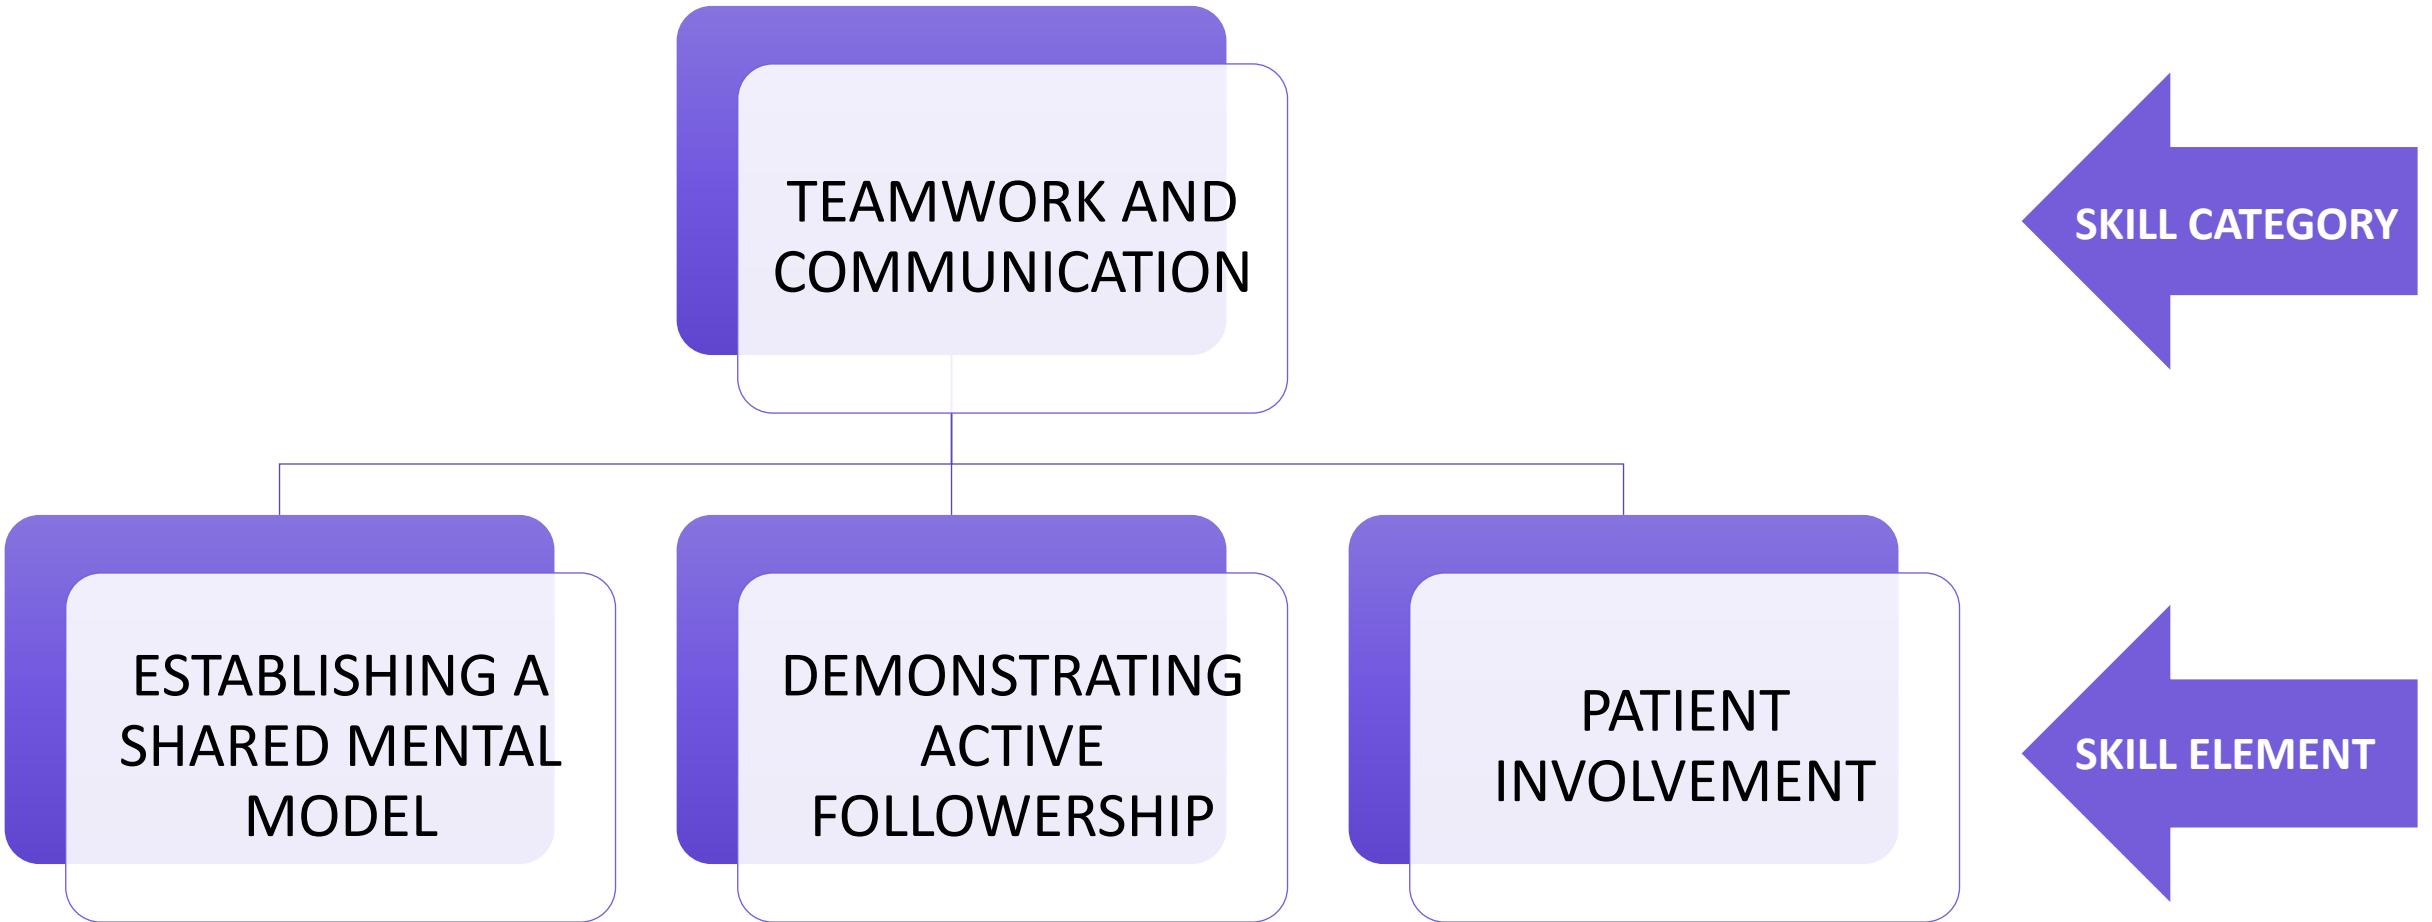 TEAMWORK AND
COMMUNICATION
SKILL CATEGORY
ESTABLISHING A
SHARED MENTAL
MODEL
DEMONSTRATING
ACTIVE
FOLLOWERSHIP
PATIENT
INVOLVEMENT
SKILL ELEMENT